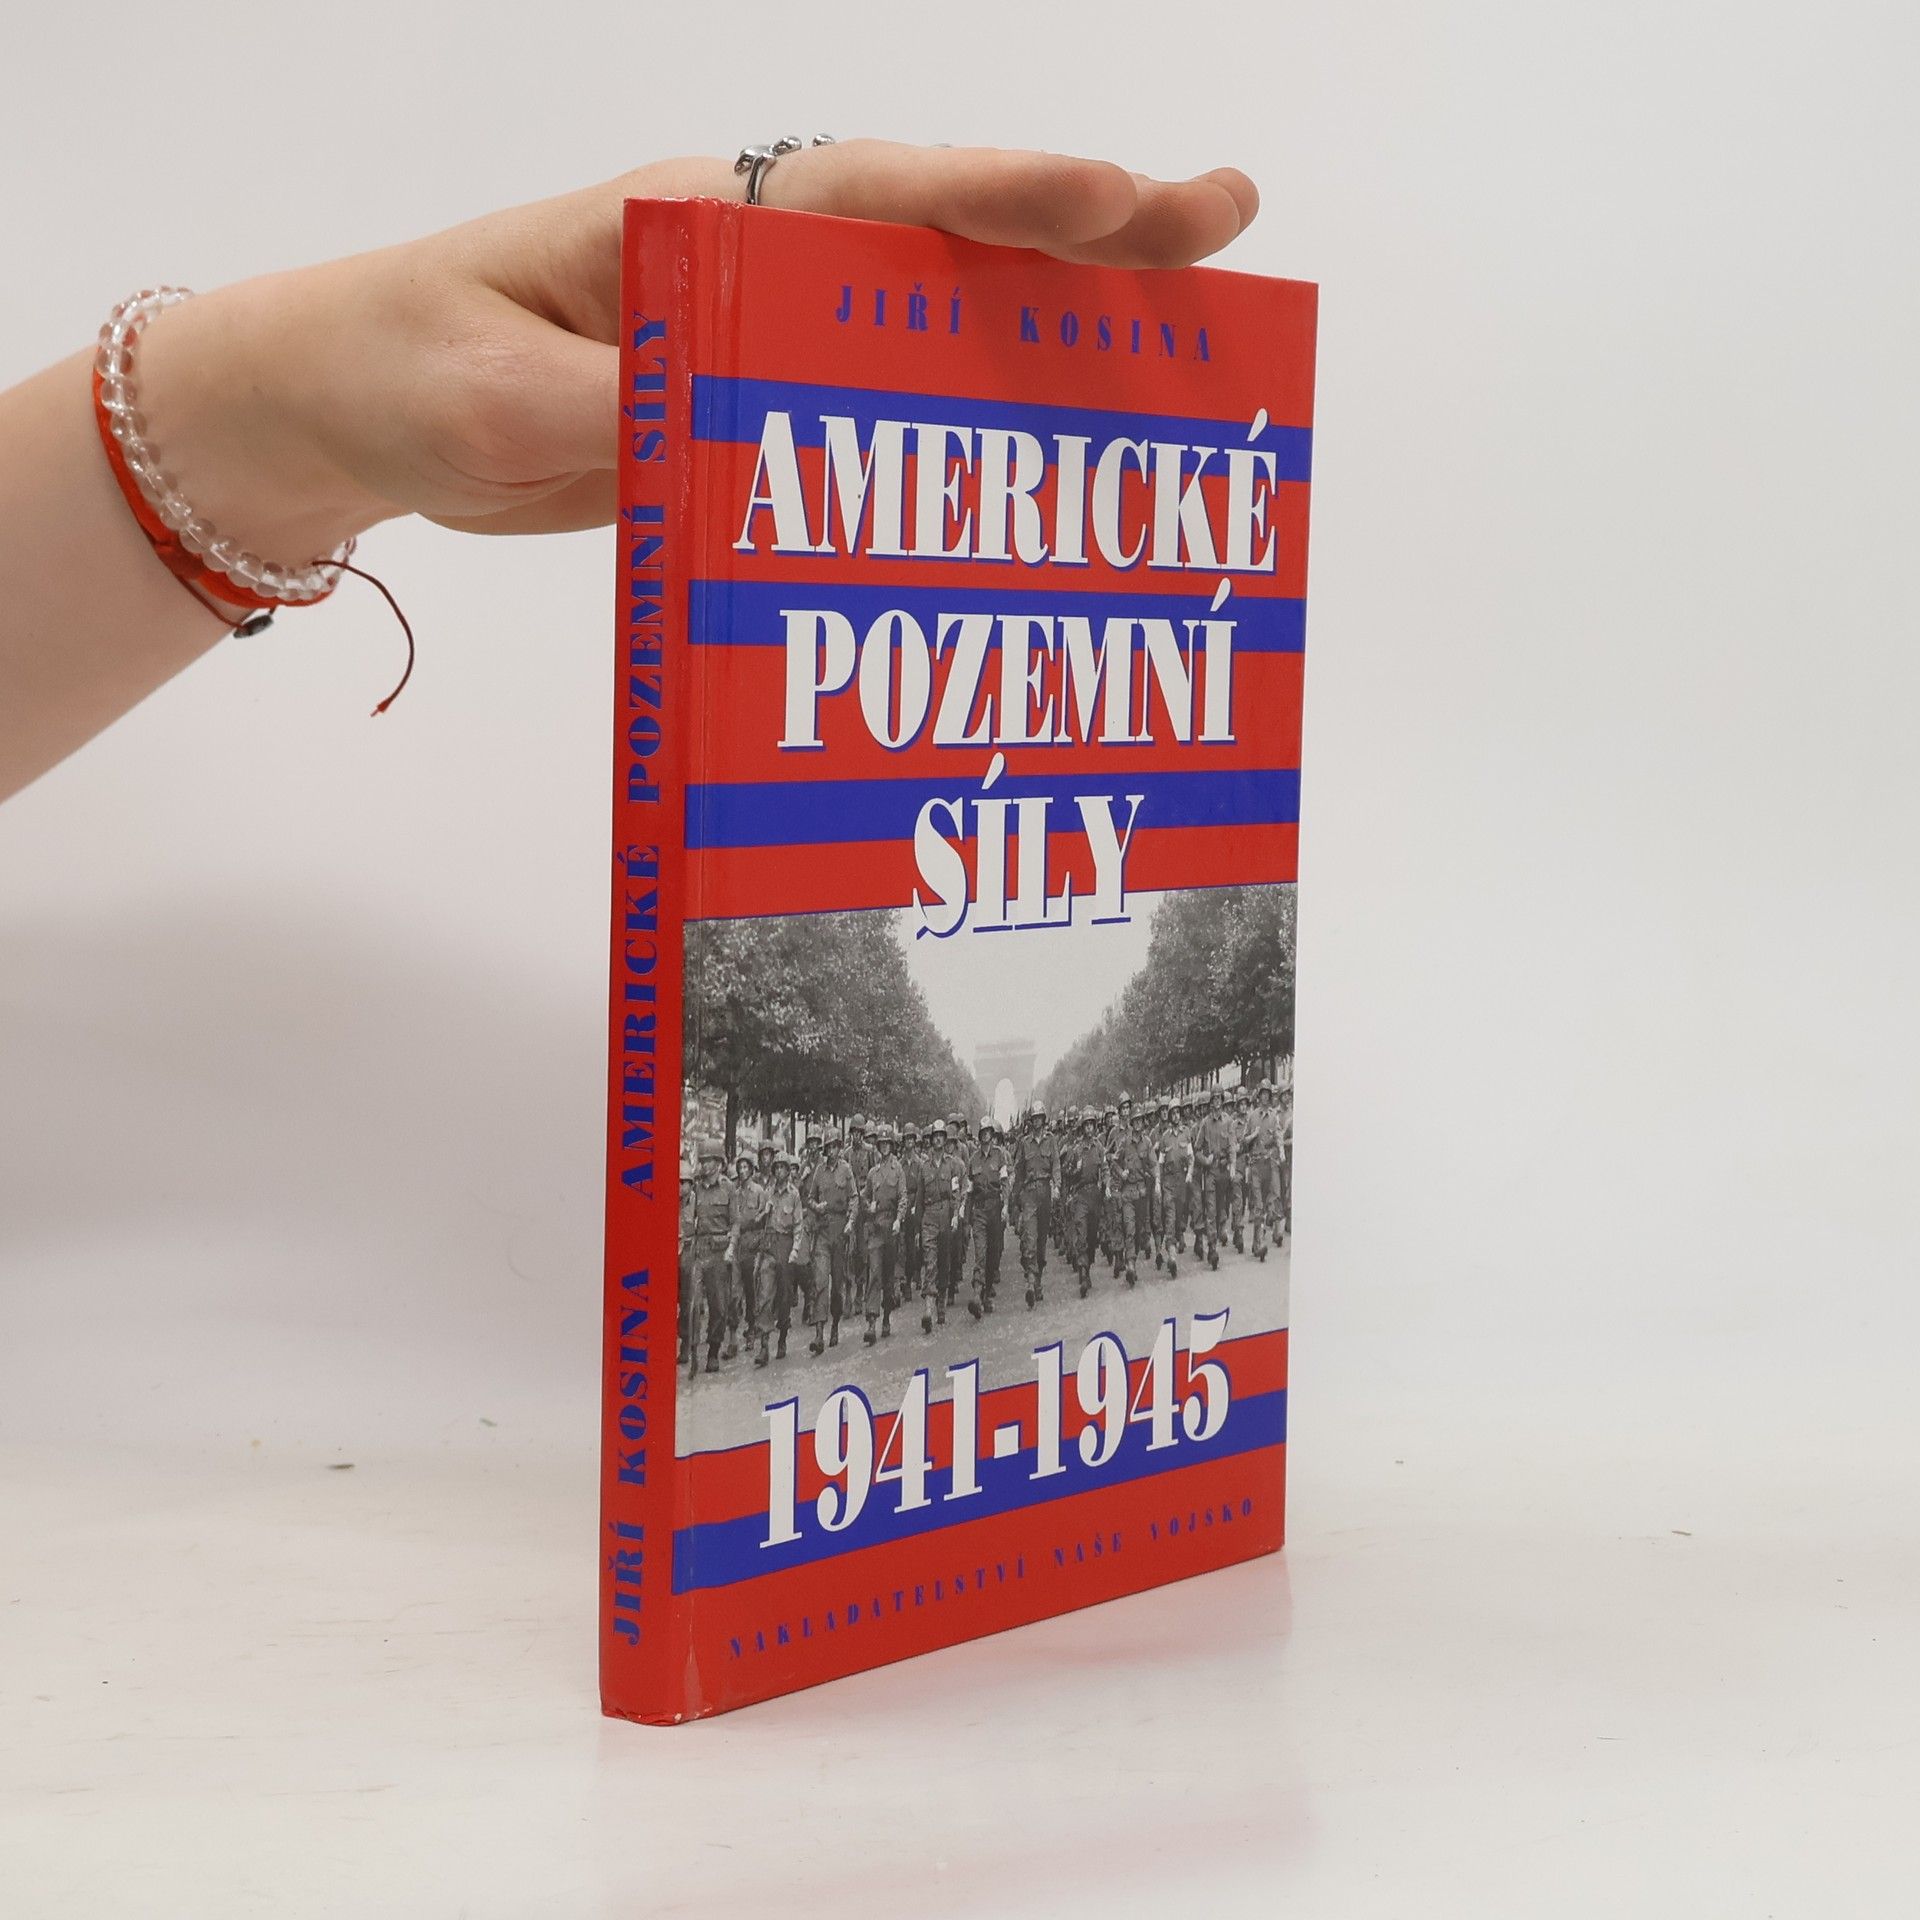 JIŘÍ KOSINA AMERICKÉ POZEMNÍ SÍLY
JIŘÍ KOSINA
AMERICKÉ
POZEMNÍ
SÍLY
1941-1945
NAKLADATELSTVÍ NAŠE VOJSKO